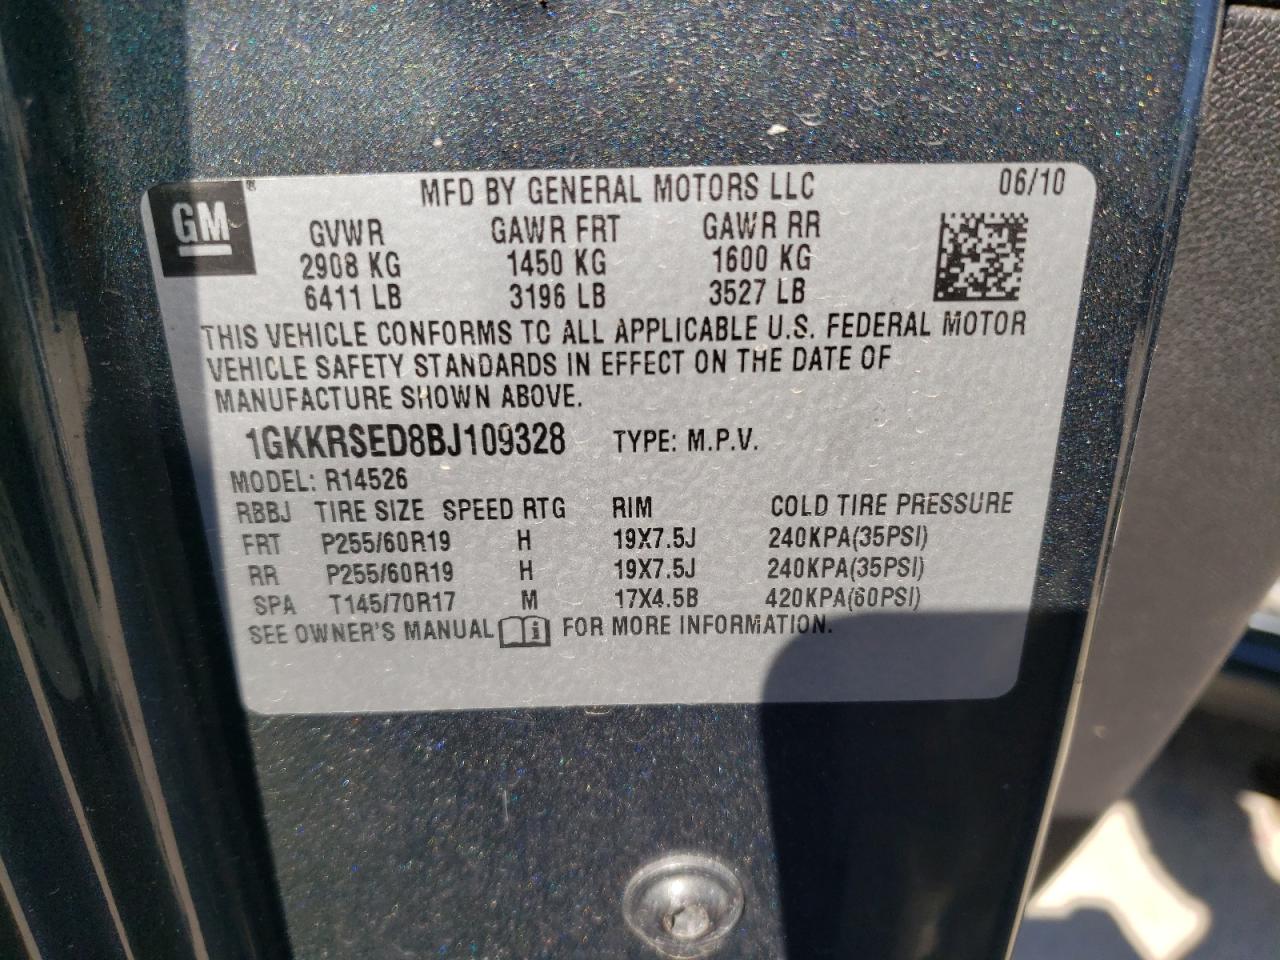 GM® MFD BY GENERAL MOTORS LLC 06/10
GVWR GAWR FRT GAWR RR
2908 KG 1450 KG 1600 KG
6411 LB 3196 LB 3527 LB
THIS VEHICLE CONFORMS TO ALL APPLICABLE U.S. FEDERAL MOTOR
VEHICLE SAFETY STANDARDS IN EFFECT ON THE DATE OF
MANUFACTURE SHOWN ABOVE.
1GKKRSED8BJ109328 TYPE: M.P.V.
MODEL: R14526
RBBJ TIRE SIZE SPEED RTG RIM COLD TIRE PRESSURE
FRT P255/60R19 H 19X7.5J 240KPA(35PSI)
RR P255/60R19 H 19X7.5J 240KPA(35PSI)
SPA T145/70R17 M 17X4.5B 420KPA(60PSI)
SEE OWNER'S MANUAL FOR MORE INFORMATION.